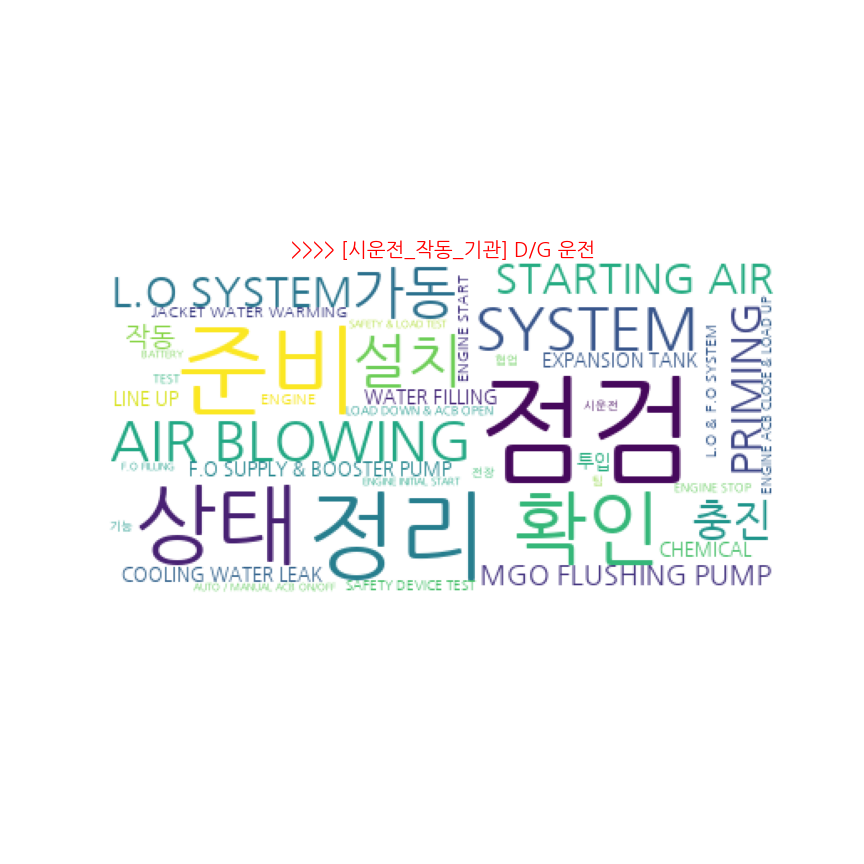 >>>> [시운전_작동_기관] D/G 운전
L.O SYSTEM
가동
STARTING AIR
JACKET WATER WARMING
ENGINE START
SAFETY & LOAD TEST
작동
준비
설치
SYSTEM
PRIMING
ENGINE ACB CLOSE & LOAD UP
L.O & F.O SYSTEM
BATTERY
협업
EXPANSION TANK
TEST
LINE UP
ENGINE
WATER FILLING
LOAD DOWN & ACB OPEN
점검
시운전
AIR BLOWING
F.O FILLING
F.O SUPPLY & BOOSTER PUMP
전장
투입
팀
ENGINE INITIAL START
ENGINE STOP
상태
정리
확인
충진
기능
CHEMICAL
COOLING WATER LEAK
MGO FLUSHING PUMP
AUTO / MANUAL ACB ON/OFF
SAFETY DEVICE TEST